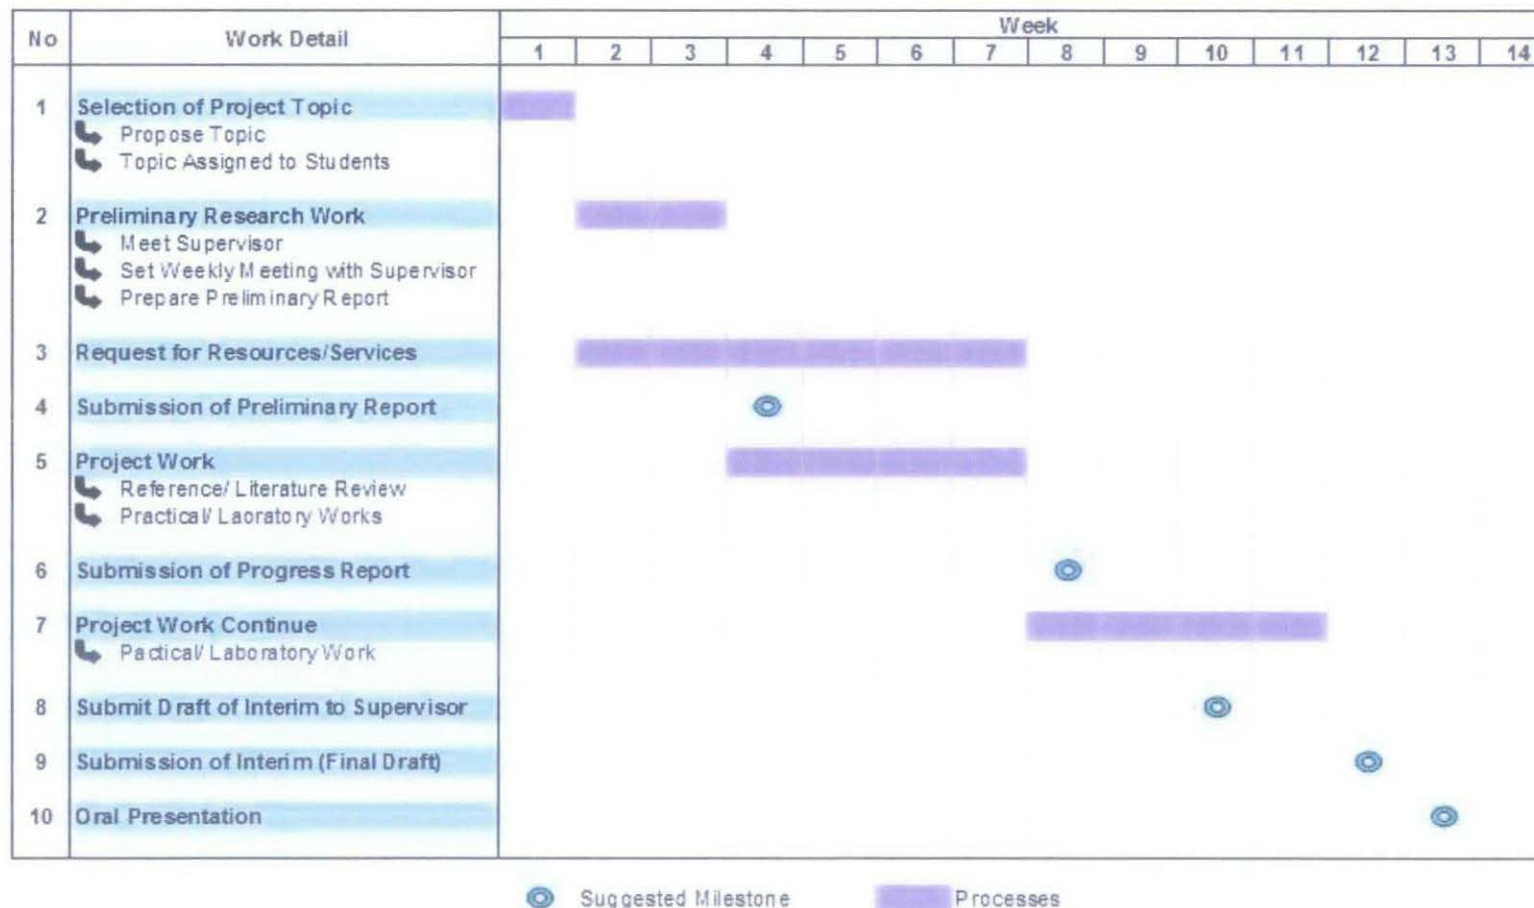 No Work Detail Week
1 2 3 4 5 6 7 8 9 10 11 12 13 14
1 Selection of Project Topic
Propose Topic
Topic Assigned to Students
2 Preliminary Research Work
Meet Supervisor
Set Weekly Meeting with Supervisor
Prepare Preliminary Report
3 Request for Resources/Services
4 Submission of Preliminary Report
5 Project Work
Reference/ Literature Review
Practical/ Laoratory Works
6 Submission of Progress Report
7 Project Work Continue
Pactical/ Laboratory Work
8 Submit Draft of Interim to Supervisor
9 Submission of Interim (Final Draft)
10 Oral Presentation
Suggested Milestone Processes